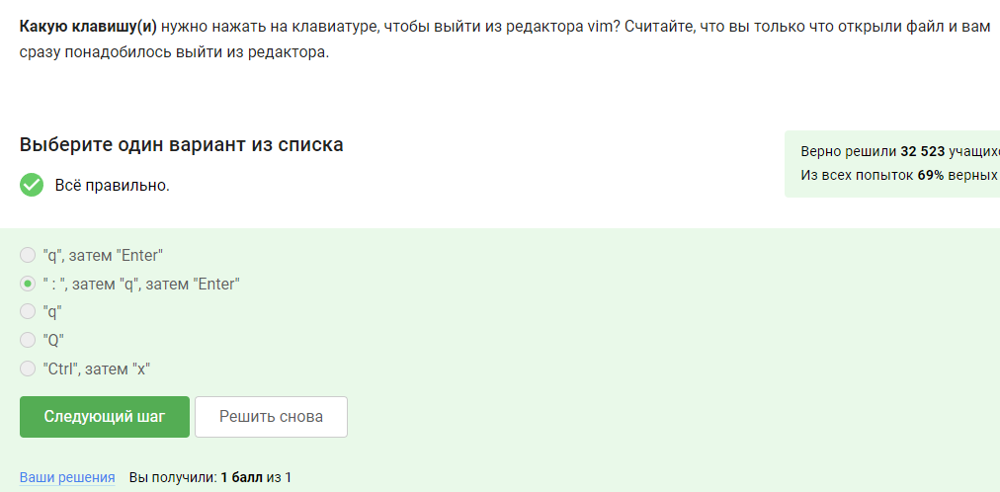 Какую клавишу(и) нужно нажать на клавиатуре, чтобы выйти из редактора vim? Считайте, что вы только что открыли файл и вам
сразу понадобилось выйти из редактора.
Выберите один вариант из списка
Всё правильно.
Верно решили 32 523
Из всех попыток 69% верных
"q", затем "Enter"
" : ", затем "q", затем "Enter"
"q"
"Q"
"Ctrl", затем "x"
Следующий шаг
Решить снова
Ваши решения Вы получили: 1 балл из 1